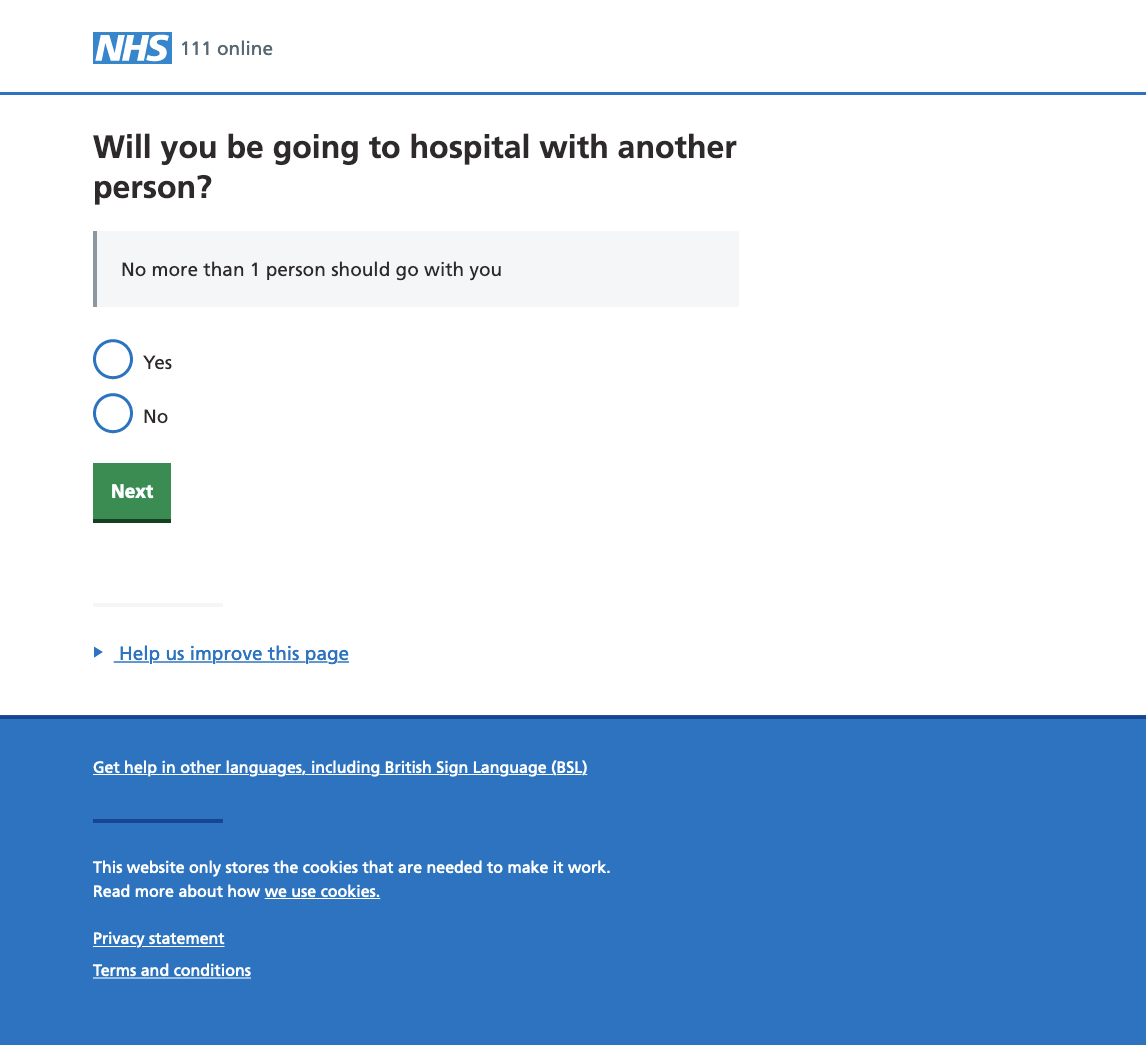 NHS 111 online
Will you be going to hospital with another
person?
No more than 1 person should go with you
Yes
No
Next
Help us improve this page
Get help in other languages, including British Sign Language (BSL)
This website only stores the cookies that are needed to make it work.
Read more about how we use cookies.
Privacy statement
Terms and conditions